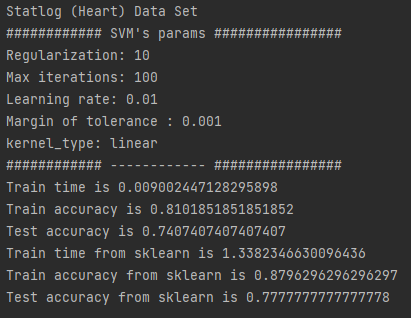 Statlog (Heart) Data Set
############ SVM's params ################
Regularization: 10
Max iterations: 100
Learning rate: 0.01
Margin of tolerance : 0.001
kernel_type: linear
############ ------------ ################
Train time is 0.009002447128295898
Train accuracy is 0.8101851851851852
Test accuracy is 0.7407407407407407
Train time from sklearn is 1.3382346630096436
Train accuracy from sklearn is 0.8796296296296297
Test accuracy from sklearn is 0.7777777777777778